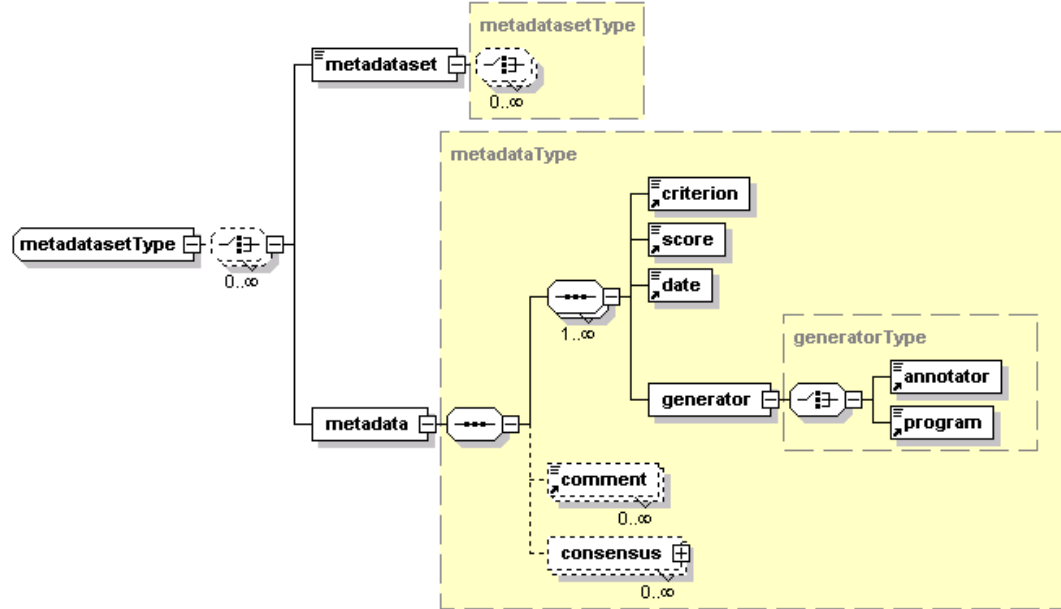 metadatasetType
metadataset
0..∞
metadataType
criterion
score
metadatasetType
date
0..∞
1..∞
generatorType
annotator
generator
metadata
program
comment
0..∞
consensus
0..∞